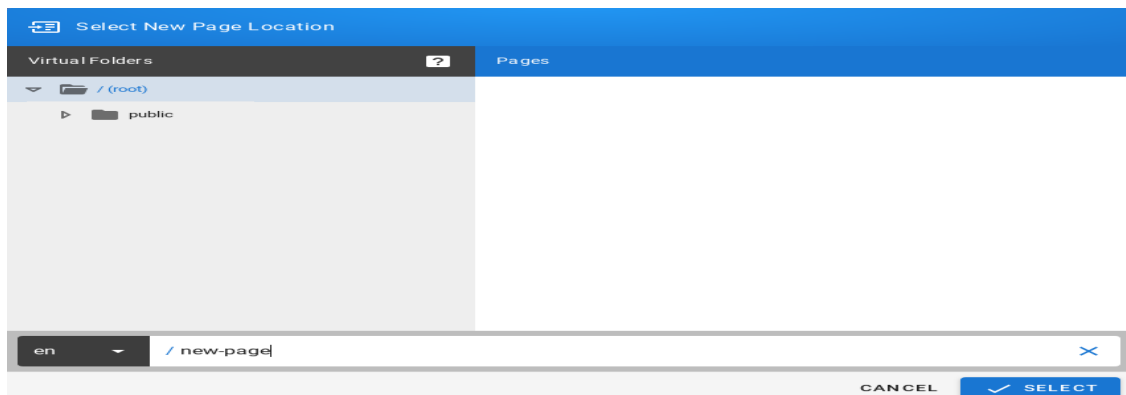 Select New Page Location
Virtual Folders ? Pages
/ (root)
public
en / new-page
CANCEL SELECT